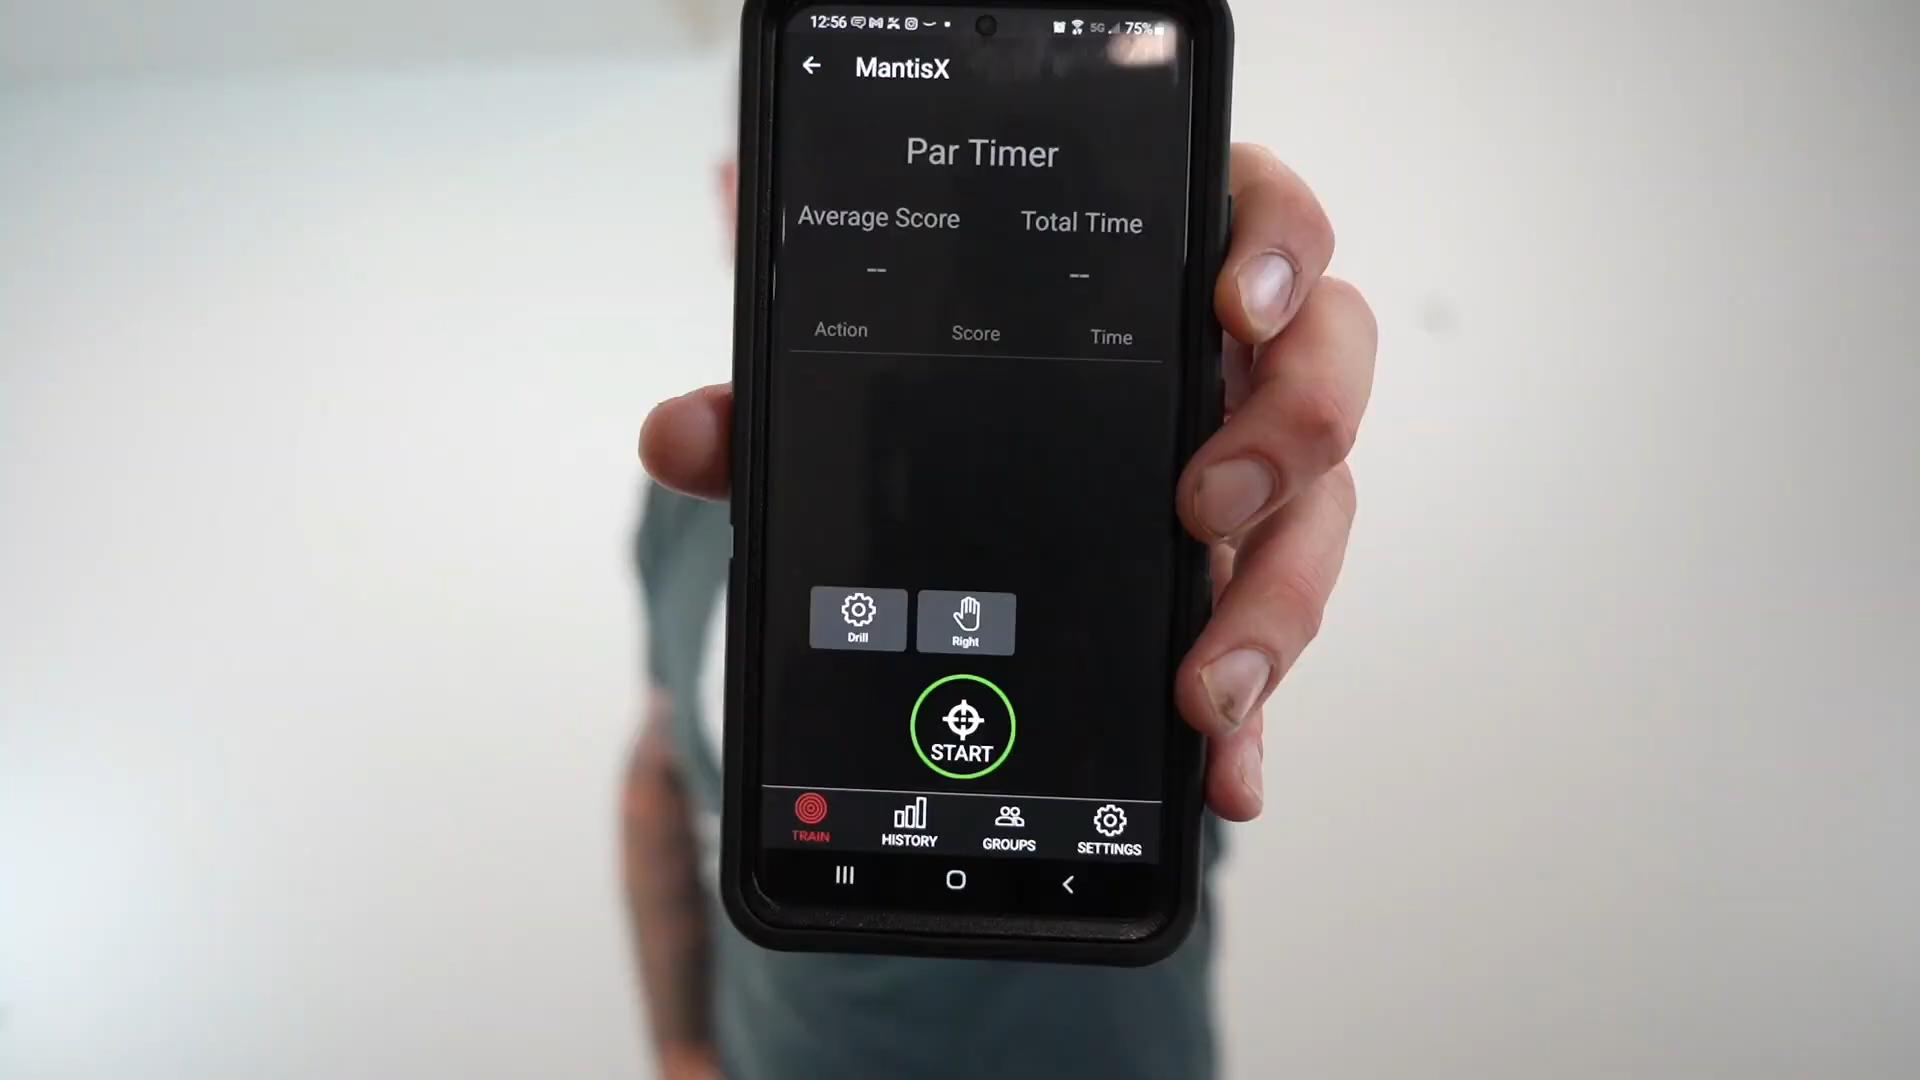 12:56 5G 75%
MantisX
Par Timer
Average Score Total Time
-- --
Action Score Time
Drill Right
START
TRAIN HISTORY GROUPS SETTINGS